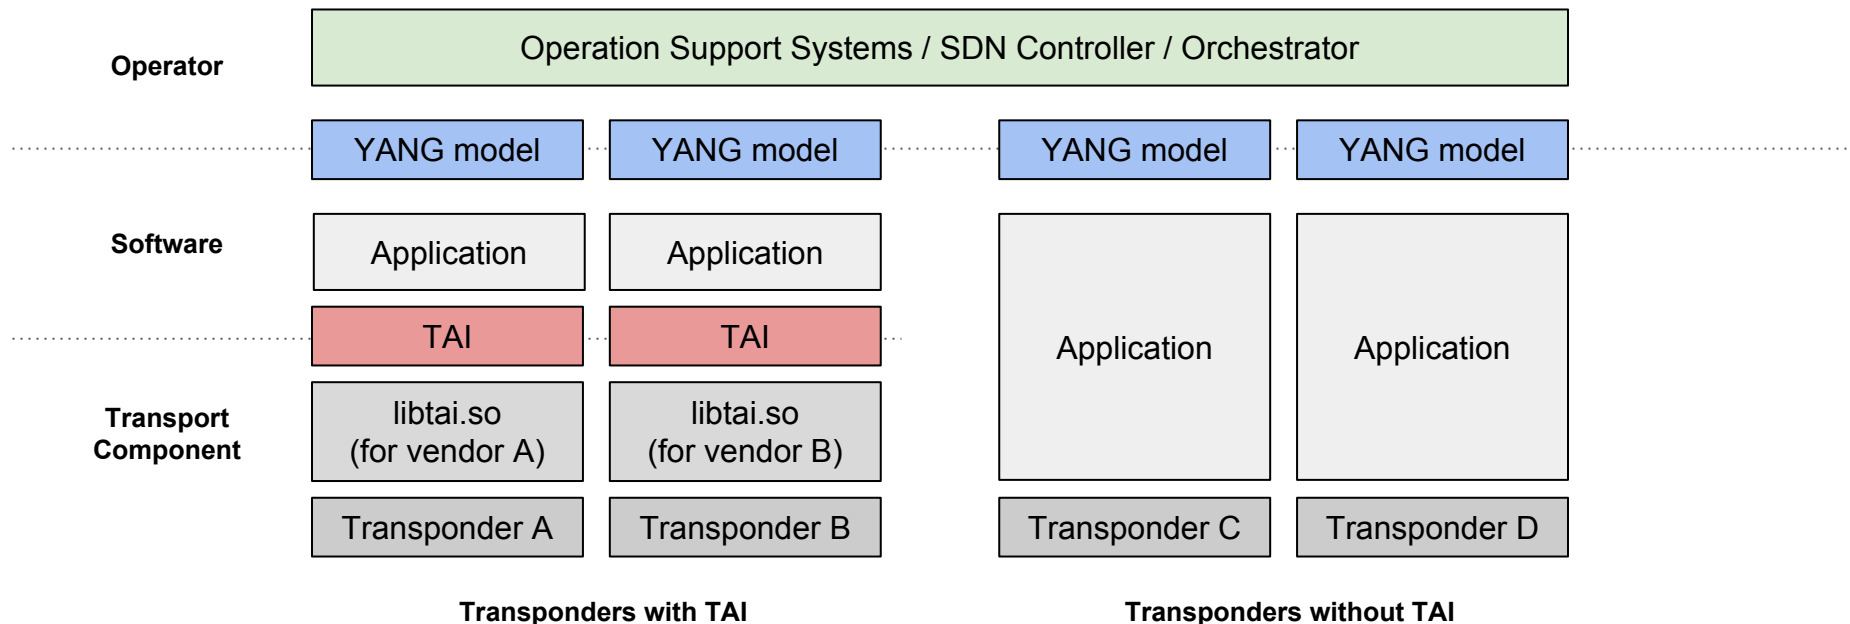 Operation Support Systems / SDN Controller / Orchestrator
Operator
YANG model
YANG model
YANG model
YANG model
Software
Application
Application
TAI
TAI
Application
Application
Transport
Component
libtai.so
(for vendor A)
libtai.so
(for vendor B)
Transponder A
Transponder B
Transponder C
Transponder D
Transponders with TAI
Transponders without TAI